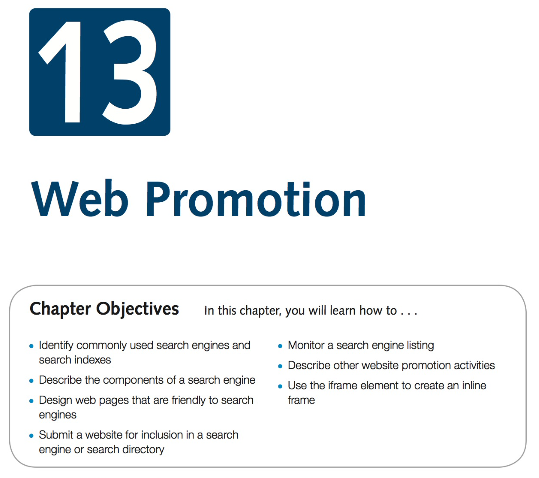 13
Web Promotion
Chapter Objectives In this chapter, you will learn how to . . .
• Identify commonly used search engines and
search indexes
• Describe the components of a search engine
• Design web pages that are friendly to search
engines
• Submit a website for inclusion in a search
engine or search directory
• Monitor a search engine listing
• Describe other website promotion activities
• Use the iframe element to create an inline
frame